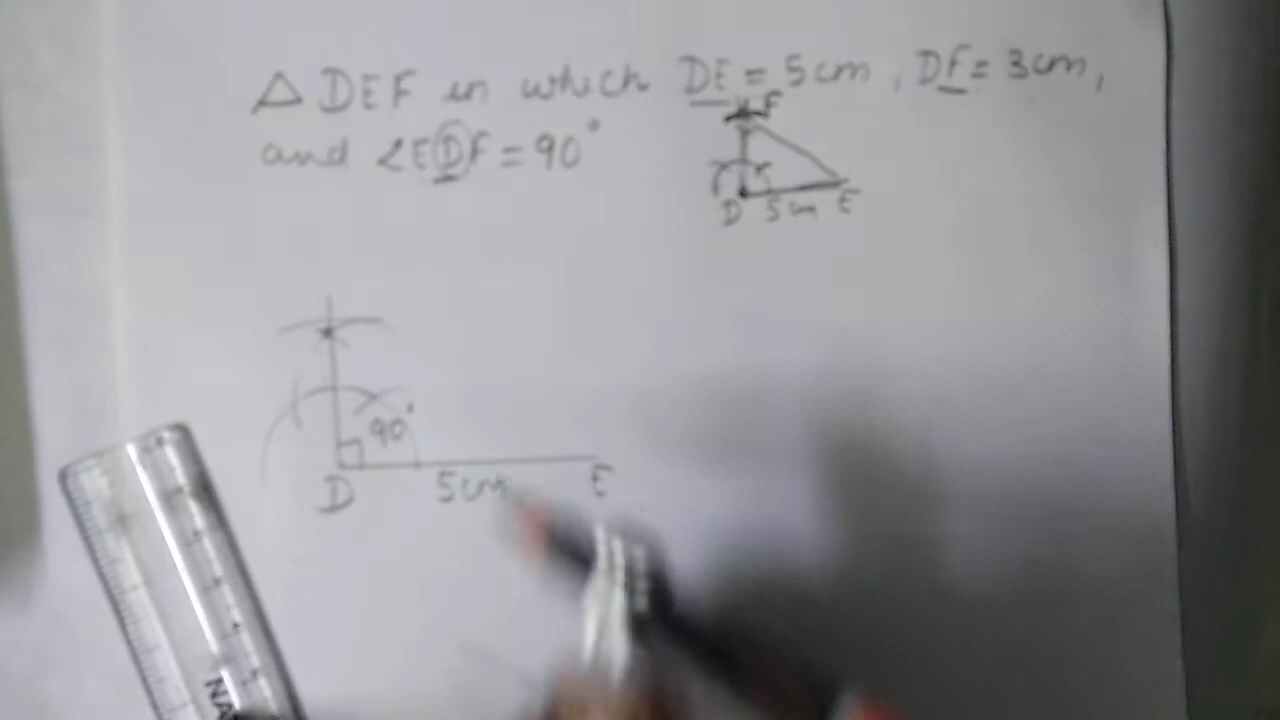 △ DEF in which DE = 5cm, DF = 3cm,
and ∠EDF = 90°
F
D 5cm E
90°
D 5cm E